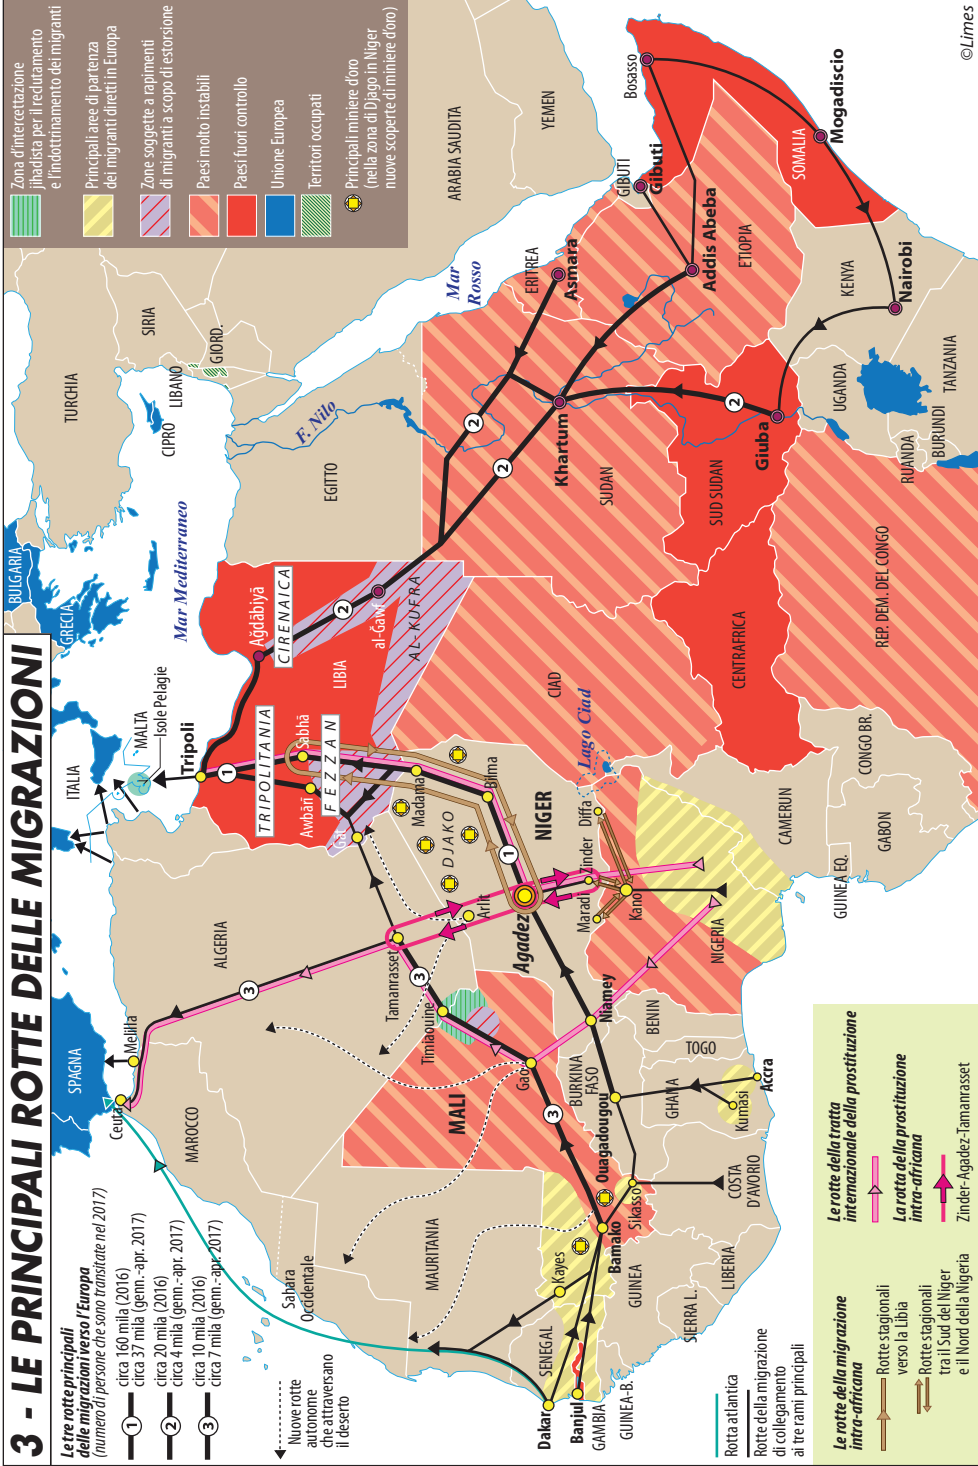 3 - LE PRINCIPALI ROTTE DELLE MIGRAZIONI
Le tre rotte principali
delle migrazioni verso l'Europa
(numero di persone che sono transitate nel 2017)
1
circa 160 mila (2016)
circa 37 mila (genn.-apr. 2017)
2
circa 20 mila (2016)
circa 4 mila (genn.-apr. 2017)
3
circa 10 mila (2016)
circa 7 mila (genn.-apr. 2017)
Nuove rotte
autonome
che attraversano
il deserto
Zona d'intercettazione
jihadista per il reclutamento
e l'indottrinamento dei migranti
Principali aree di partenza
dei migranti diretti in Europa
Zone soggette a rapimenti
di migranti a scopo di estorsione
Paesi molto instabili
Paesi fuori controllo
Unione Europea
Territori occupati
Principali miniere d'oro
(nella zona di Djago in Niger
nuove scoperte di miniere d'oro)
SPAGNA
ITALIA
GRECIA
BULGARIA
TURCHIA
MALTA
Isole Pelagie
CIPRO
LIBANO
SIRIA
GIORD.
Mar Mediterraneo
Ceuta
Melilla
MAROCCO
ALGERIA
Tripoli
TRIPOLITANIA
Ağdābiyā
CIRENAICA
LIBIA
Sabhā
Awbārī
FEZZAN
Ġāt
al-Ğawf
AL-KUFRA
EGITTO
F. Nilo
Mar
Rosso
ARABIA SAUDITA
YEMEN
Sahara
Occidentale
MAURITANIA
MALI
Tamanrasset
Timiaouine
Gao
Arlit
DJAKO
Madama
Bilma
Agadez
NIGER
Zinder
Maradi
Diffa
Kano
Lago Ciad
CIAD
SUDAN
Khartum
ERITREA
Asmara
GIBUTI
Gibuti
Bosasso
Addis Abeba
ETIOPIA
SOMALIA
Mogadiscio
SUD SUDAN
Giuba
UGANDA
KENYA
Nairobi
RUANDA
BURUNDI
TANZANIA
CENTRAFRICA
REP. DEM. DEL CONGO
CONGO BR.
GABON
GUINEA EQ.
CAMERUN
NIGERIA
BENIN
TOGO
GHANA
Accra
Kumasi
Niamey
BURKINA
FASO
Ouagadougou
Sikasso
COSTA
D'AVORIO
Bamako
Kayes
SENEGAL
Dakar
Banjul
GAMBIA
GUINEA-B.
GUINEA
SIERRA L.
LIBERIA
1
1
2
2
2
2
3
3
3
Rotta atlantica
Rotte della migrazione
di collegamento
ai tre rami principali
Le rotte della migrazione
intra-africana
Rotte stagionali
verso la Libia
Rotte stagionali
tra il Sud del Niger
e il Nord della Nigeria
Le rotte della tratta
internazionale della prostituzione
La rotta della prostituzione
intra-africana
Zinder-Agadez-Tamanrasset
©Limes